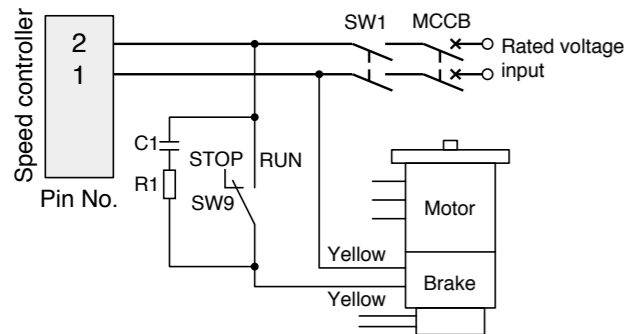 SW1 MCCB
Speed controller
2
1
Rated voltage
input
Pin No.
C1
R1
STOP
RUN
SW9
Motor
Yellow
Brake
Yellow